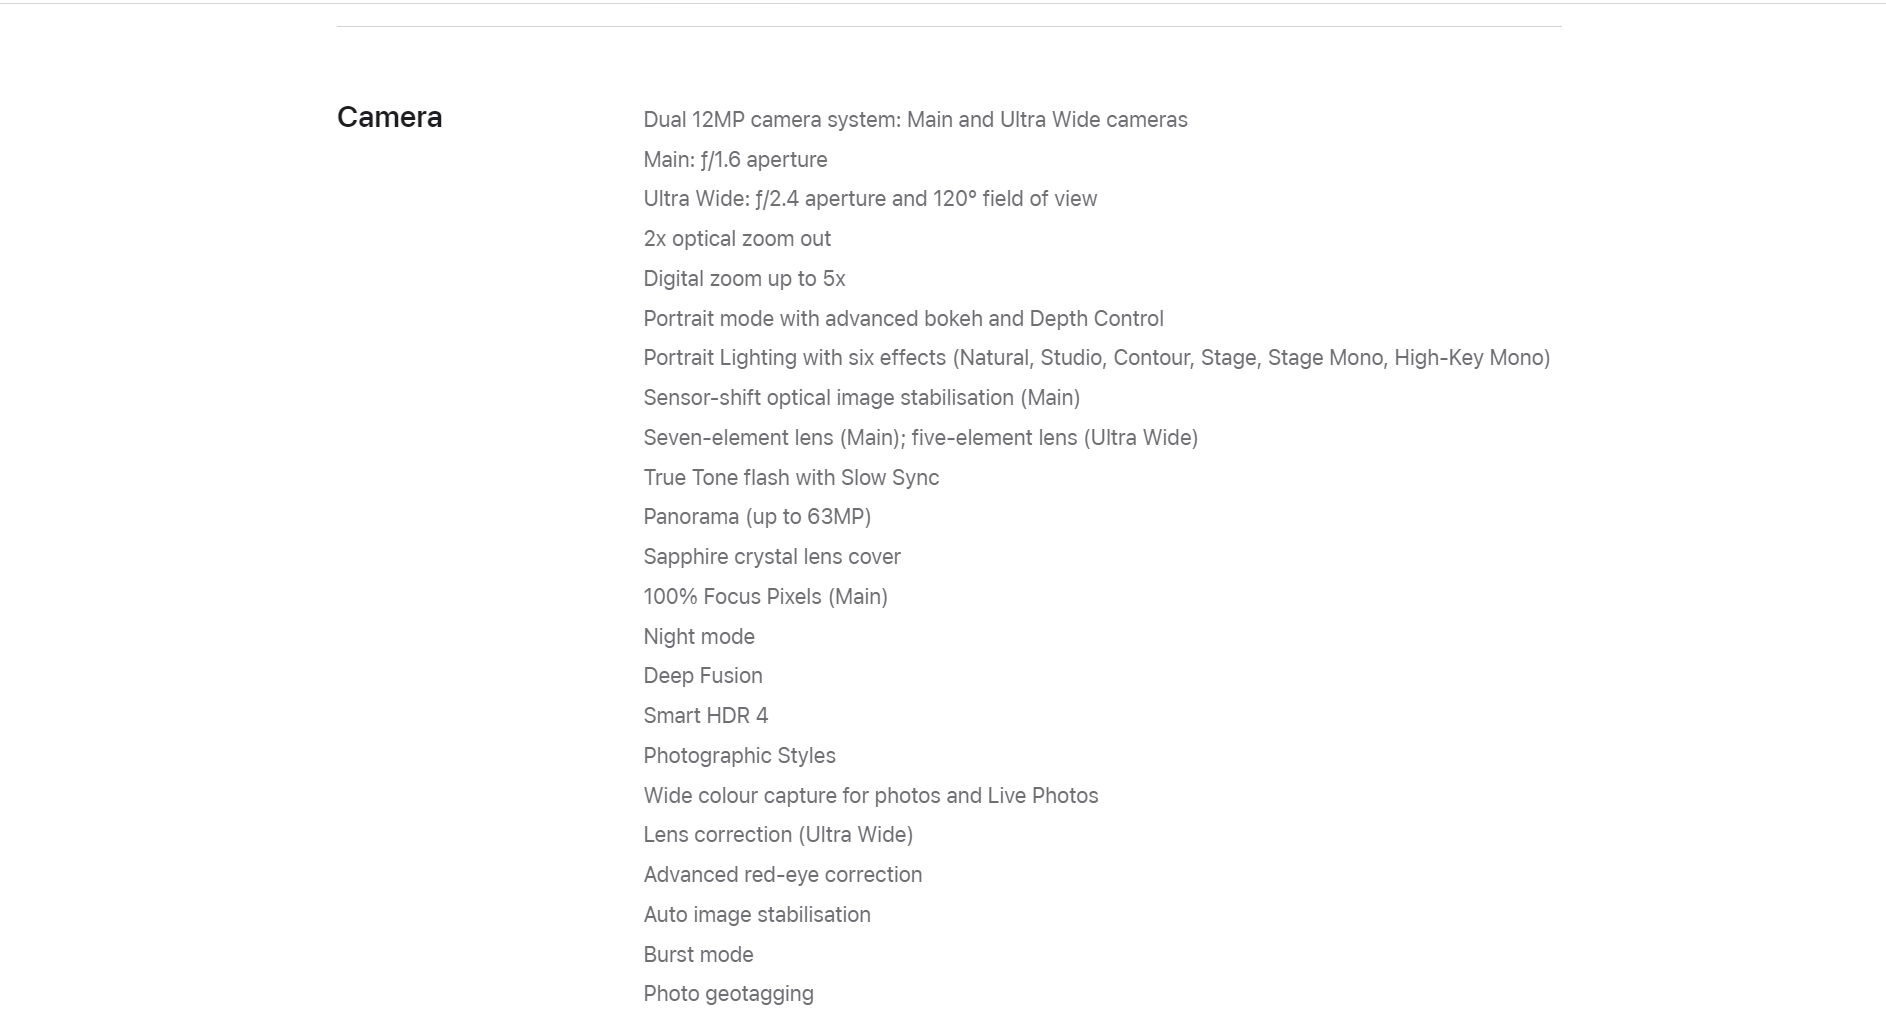 Camera
Dual 12MP camera system: Main and Ultra Wide cameras
Main: ƒ/1.6 aperture
Ultra Wide: ƒ/2.4 aperture and 120° field of view
2x optical zoom out
Digital zoom up to 5x
Portrait mode with advanced bokeh and Depth Control
Portrait Lighting with six effects (Natural, Studio, Contour, Stage, Stage Mono, High-Key Mono)
Sensor-shift optical image stabilisation (Main)
Seven-element lens (Main); five-element lens (Ultra Wide)
True Tone flash with Slow Sync
Panorama (up to 63MP)
Sapphire crystal lens cover
100% Focus Pixels (Main)
Night mode
Deep Fusion
Smart HDR 4
Photographic Styles
Wide colour capture for photos and Live Photos
Lens correction (Ultra Wide)
Advanced red-eye correction
Auto image stabilisation
Burst mode
Photo geotagging